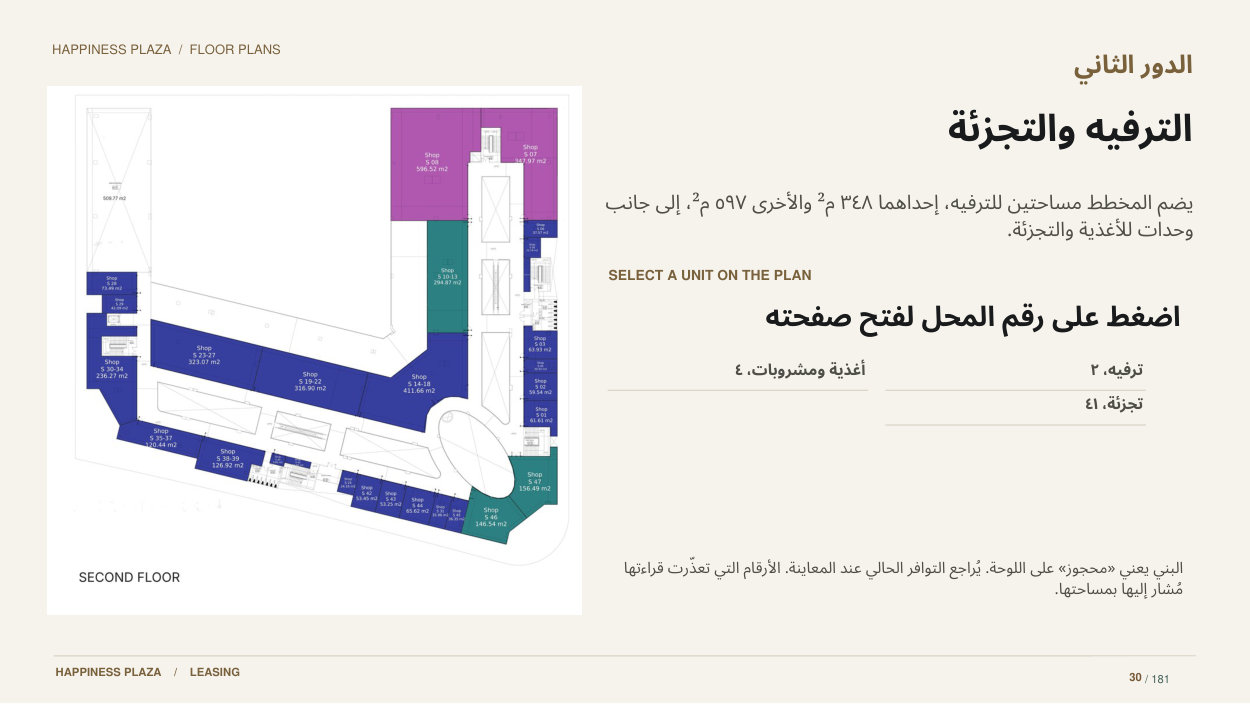 HAPPINESS PLAZA / FLOOR PLANS
الدور الثاني
الترفيه والتجزئة
يضم المخطط مساحتين للترفيه، إحداهما ٣٤٨ م² والأخرى ٥٩٧ م²، إلى جانب
وحدات للأغذية والتجزئة.
SELECT A UNIT ON THE PLAN
اضغط على رقم المحل لفتح صفحته
ترفيه، ٢
أغذية ومشروبات، ٤
تجزئة، ٤١
البني يعني «محجوز» على اللوحة. يُراجع التوافر الحالي عند المعاينة. الأرقام التي تعذّرت قراءتها
مُشار إليها بمساحتها.
Shop
S 08
596.52 m2
Shop
S 07
347.97 m2
509.77 m2
Shop
S 10-13
294.87 m2
Shop
S 28
73.49 m2
Shop
S 29
Shop
S 30-34
236.27 m2
Shop
S 23-27
323.07 m2
Shop
S 19-22
316.90 m2
Shop
S 14-18
411.66 m2
Shop
S 03
63.93 m2
Shop
S 02
59.54 m2
Shop
S 01
61.61 m2
Shop
S 35-37
120.44 m2
Shop
S 38-39
126.92 m2
Shop
S 42
53.45 m2
Shop
S 43
53.25 m2
Shop
S 44
65.62 m2
Shop
S 47
156.49 m2
Shop
S 46
146.54 m2
SECOND FLOOR
HAPPINESS PLAZA / LEASING
30 / 181